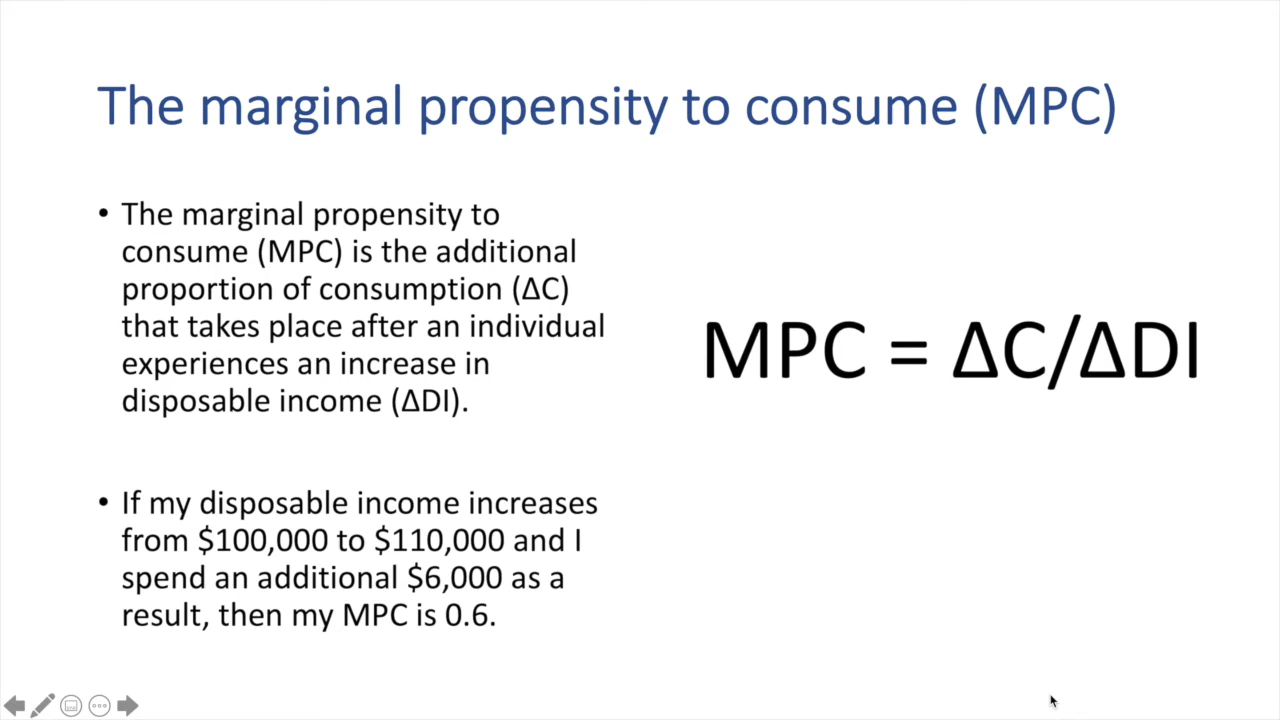 The marginal propensity to consume (MPC)
• The marginal propensity to
consume (MPC) is the additional
proportion of consumption (ΔC)
that takes place after an individual
experiences an increase in
disposable income (ΔDI).
• If my disposable income increases
from $100,000 to $110,000 and I
spend an additional $6,000 as a
result, then my MPC is 0.6.
MPC = ΔC/ΔDI